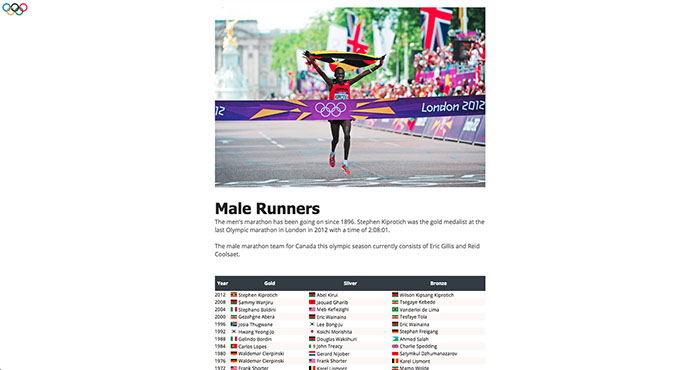 London 2012
Male Runners
The men's marathon has been going on since 1896. Stephen Kiprotich was the gold medalist at the
last Olympic marathon in London in 2012 with a time of 2:08:01.
The male marathon team for Canada this olympic season currently consists of Eric Gillis and Reid
Coolsaet.
Year Gold Silver Bronze
2012 Stephen Kiprotich Abel Kirui Wilson Kipsang Kiprotich
2008 Sammy Wanjiru Jaouad Gharib Tsegaye Kebede
2004 Stephano Baldini Meb Keflezighi Vanderlei de Lima
2000 Gezahgne Abera Eric Wainaina Tesfaye Tola
1996 Josia Thugwane Lee Bong-ju Eric Wainaina
1992 Hwang Yeong-jo Koichi Morishita Stephan Freigang
1988 Gelindo Bordin Douglas Wakiihuri Ahmad Salah
1984 Carlos Lopes John Treacy Charlie Spedding
1980 Waldemar Cierpinski Gerard Nijboer Satymkul Dzhumanazarov
1976 Waldemar Cierpinski Frank Shorter Karel Lismont
1972 Frank Shorter Karel Lismont Mamo Wolde